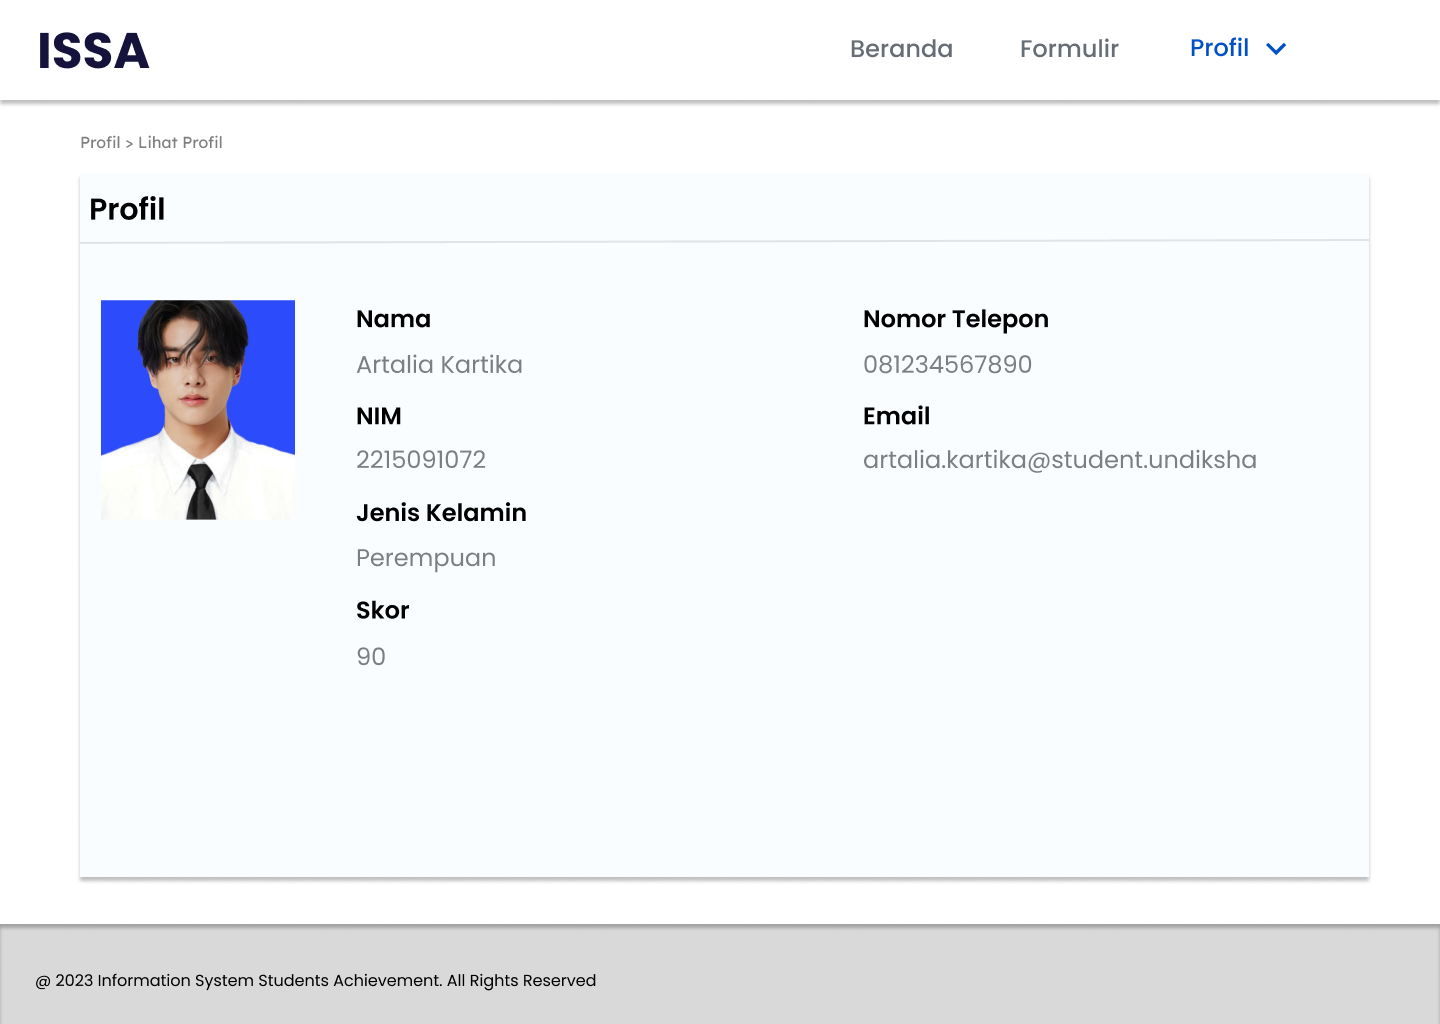 ISSA
Beranda
Formulir
Profil
Profil > Lihat Profil
Profil
Nama
Artalia Kartika
NIM
2215091072
Jenis Kelamin
Perempuan
Skor
90
Nomor Telepon
081234567890
Email
artalia.kartika@student.undiksha
@ 2023 Information System Students Achievement. All Rights Reserved